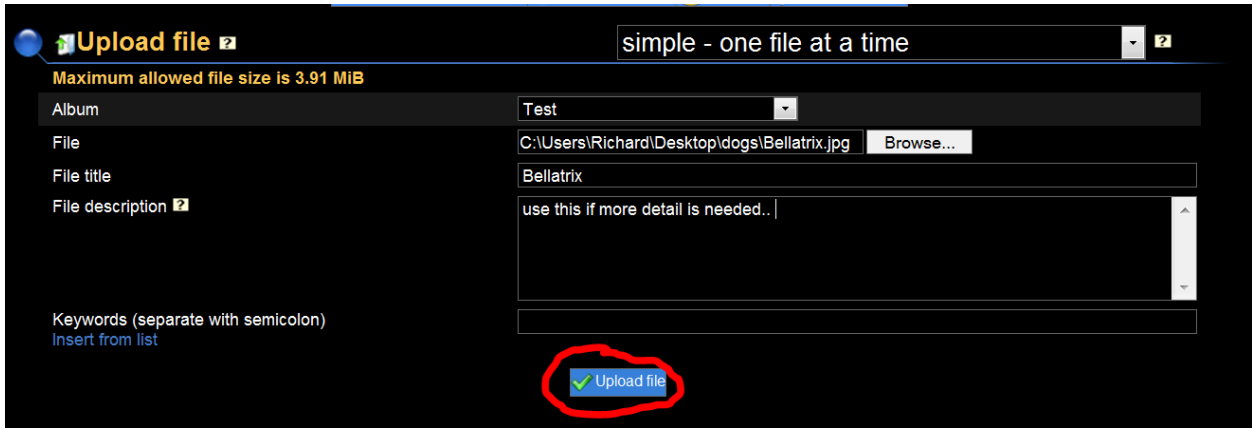 Upload file ?
simple - one file at a time ?
Maximum allowed file size is 3.91 MiB
Album
Test
File
C:\Users\Richard\Desktop\dogs\Bellatrix.jpg
Browse...
File title
Bellatrix
File description ?
use this if more detail is needed..
Keywords (separate with semicolon)
Insert from list
Upload file